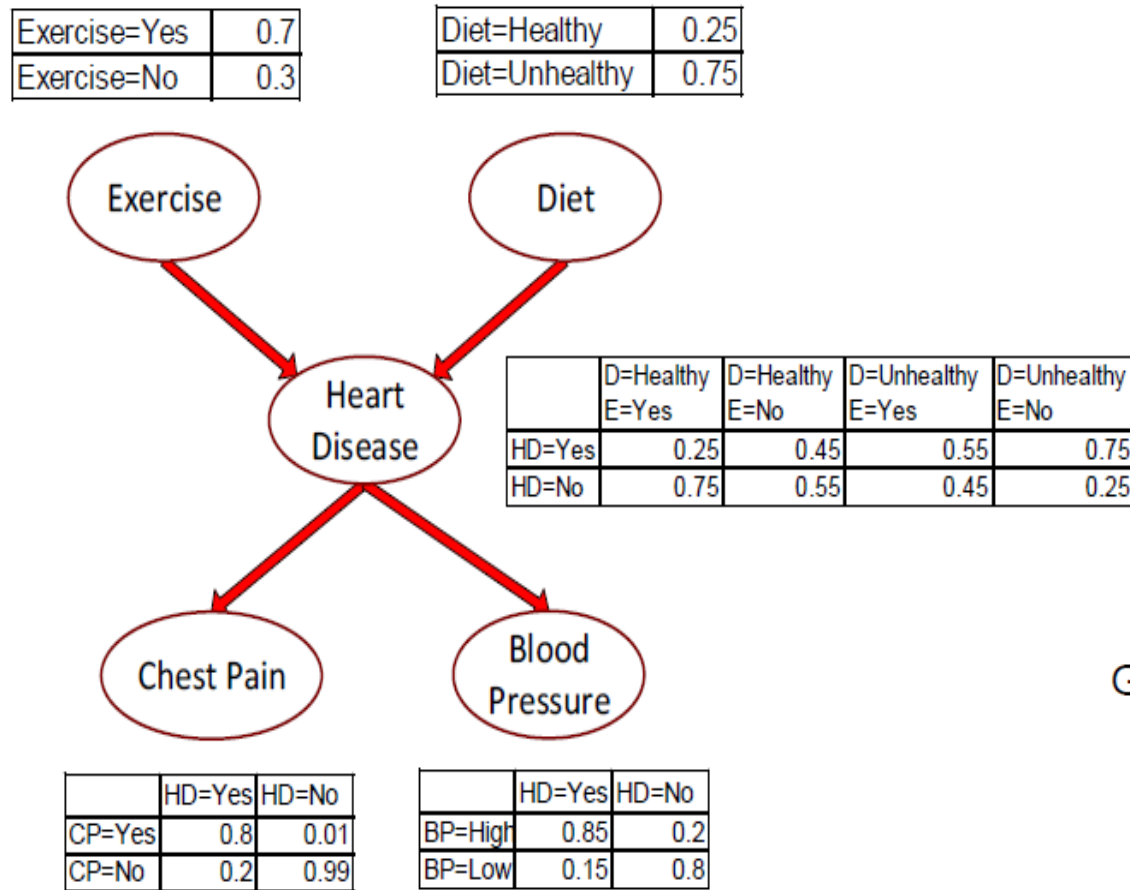 Exercise=Yes 0.7
Exercise=No 0.3
Diet=Healthy 0.25
Diet=Unhealthy 0.75
Exercise
Diet
Heart
Disease
D=Healthy D=Healthy D=Unhealthy D=Unhealthy
E=Yes E=No E=Yes E=No
HD=Yes 0.25 0.45 0.55 0.75
HD=No 0.75 0.55 0.45 0.25
Chest Pain
Blood
Pressure
G
HD=Yes HD=No
CP=Yes 0.8 0.01
CP=No 0.2 0.99
HD=Yes HD=No
BP=High 0.85 0.2
BP=Low 0.15 0.8